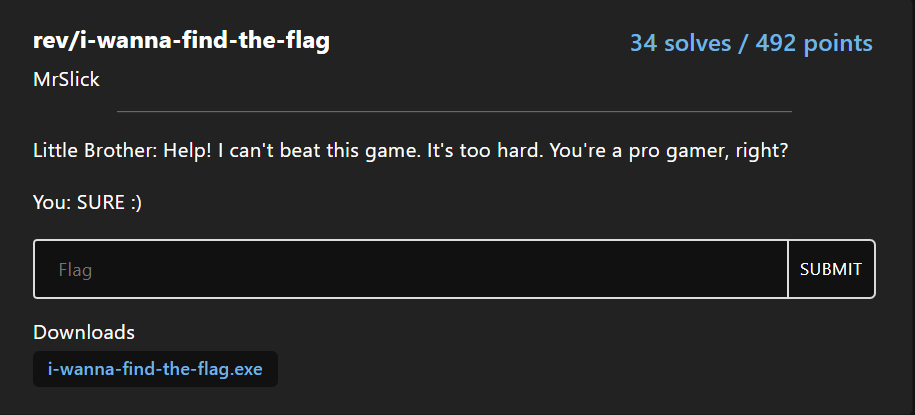 rev/i-wanna-find-the-flag
34 solves / 492 points
MrSlick
Little Brother: Help! I can't beat this game. It's too hard. You're a pro gamer, right?
You: SURE :)
Flag
SUBMIT
Downloads
i-wanna-find-the-flag.exe